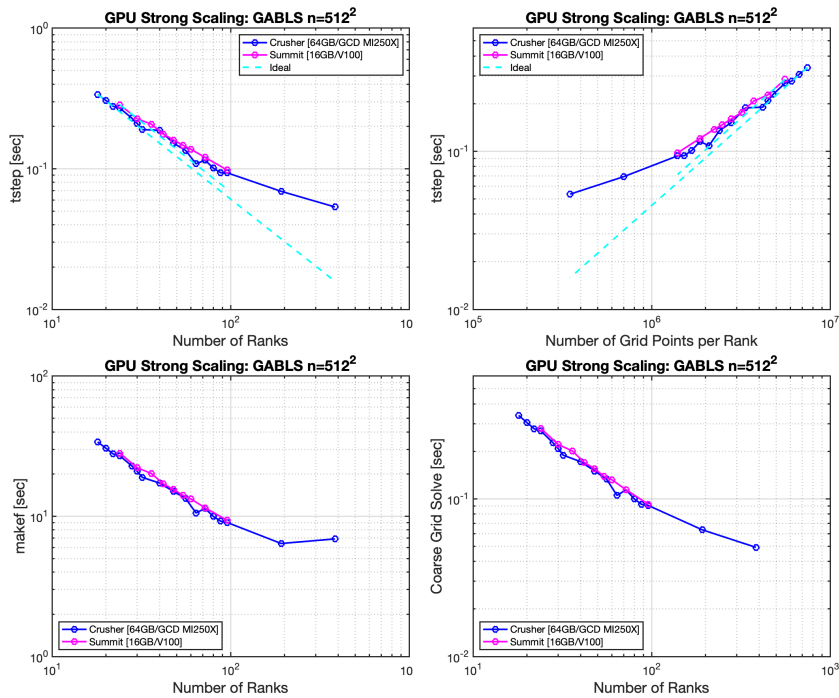 GPU Strong Scaling: GABLS n=512²
10⁰
10⁻¹
10⁻²
tstep [sec]
Crusher [64GB/GCD MI250X]
Summit [16GB/V100]
Ideal
10¹
10²
10
Number of Ranks
GPU Strong Scaling: GABLS n=512²
10⁻¹
10⁻²
tstep [sec]
Crusher [64GB/GCD MI250X]
Summit [16GB/V100]
Ideal
10⁵
10⁶
10⁷
Number of Grid Points per Rank
GPU Strong Scaling: GABLS n=512²
10²
10¹
10⁰
makef [sec]
Crusher [64GB/GCD MI250X]
Summit [16GB/V100]
10¹
10²
10
Number of Ranks
GPU Strong Scaling: GABLS n=512²
10⁻¹
10⁻²
Coarse Grid Solve [sec]
Crusher [64GB/GCD MI250X]
Summit [16GB/V100]
10¹
10²
10³
Number of Ranks